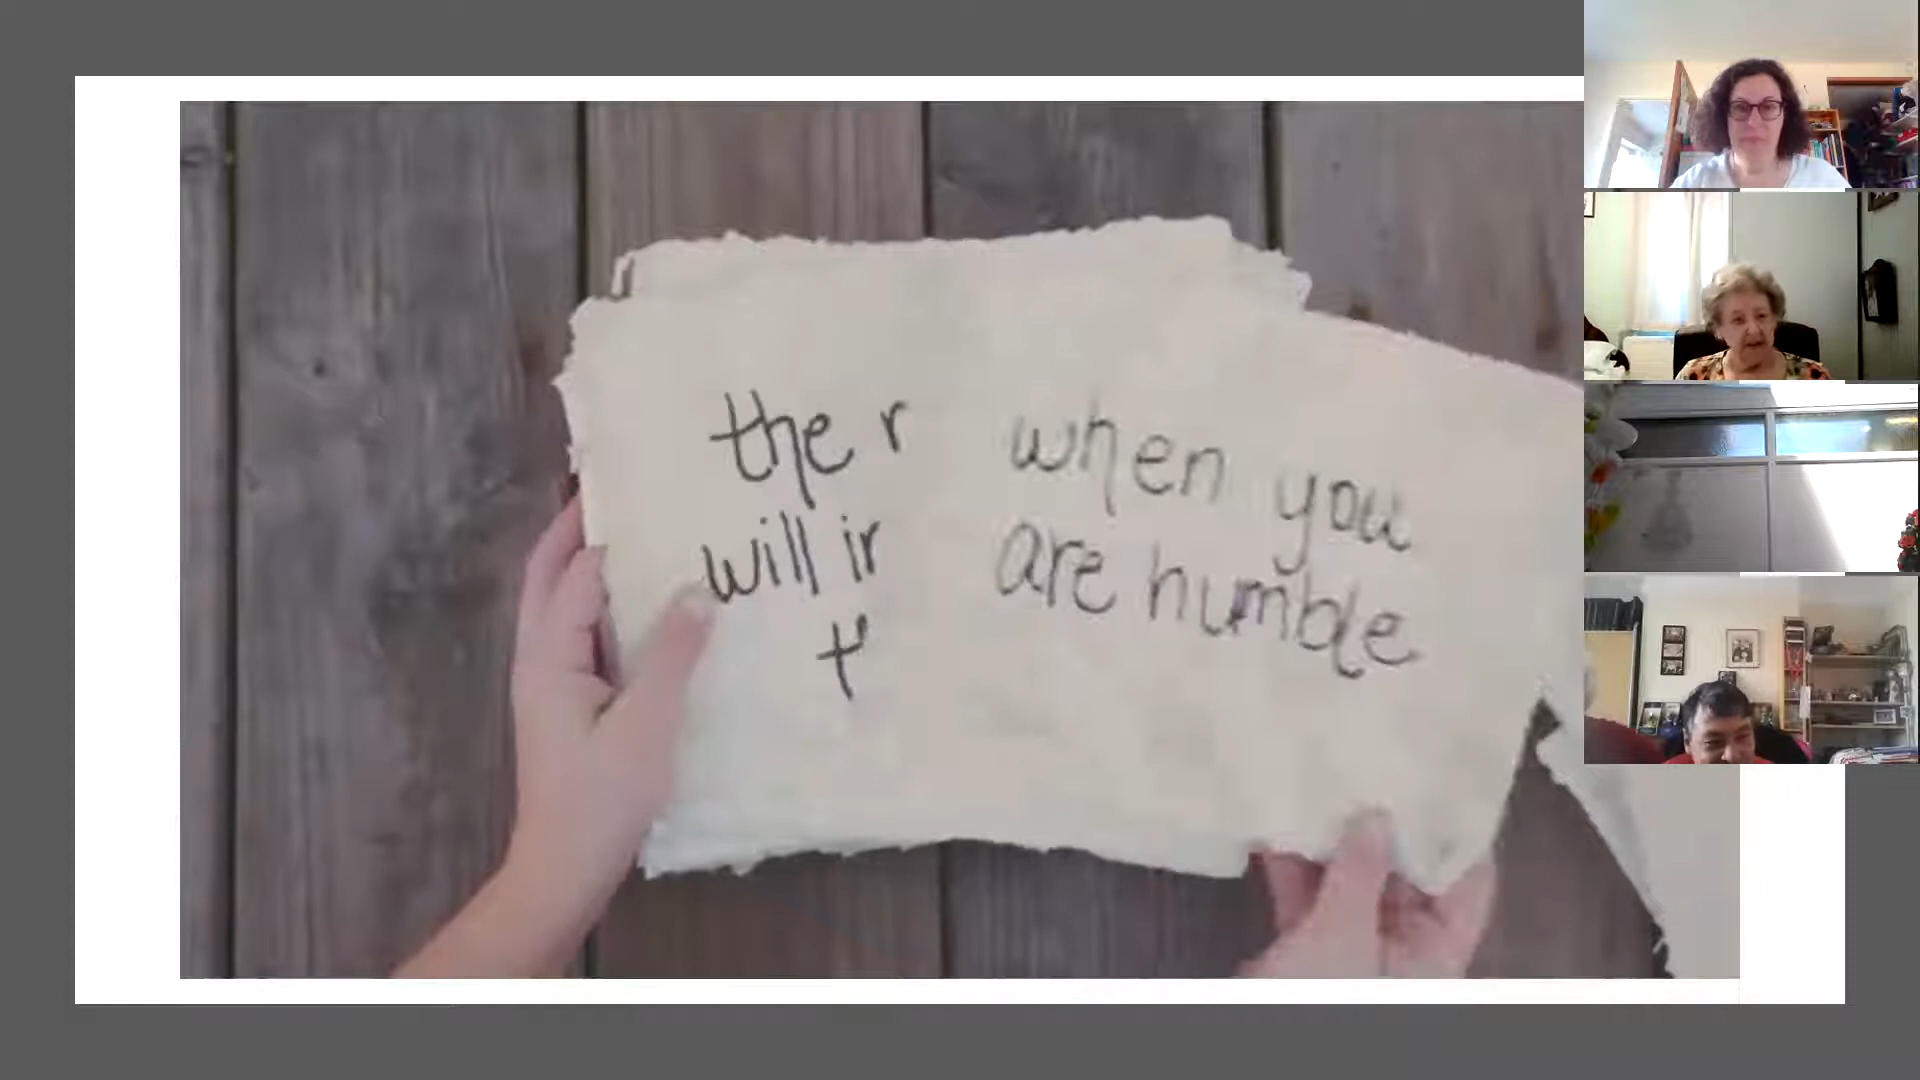 the r
will ir
t
when you
are humble